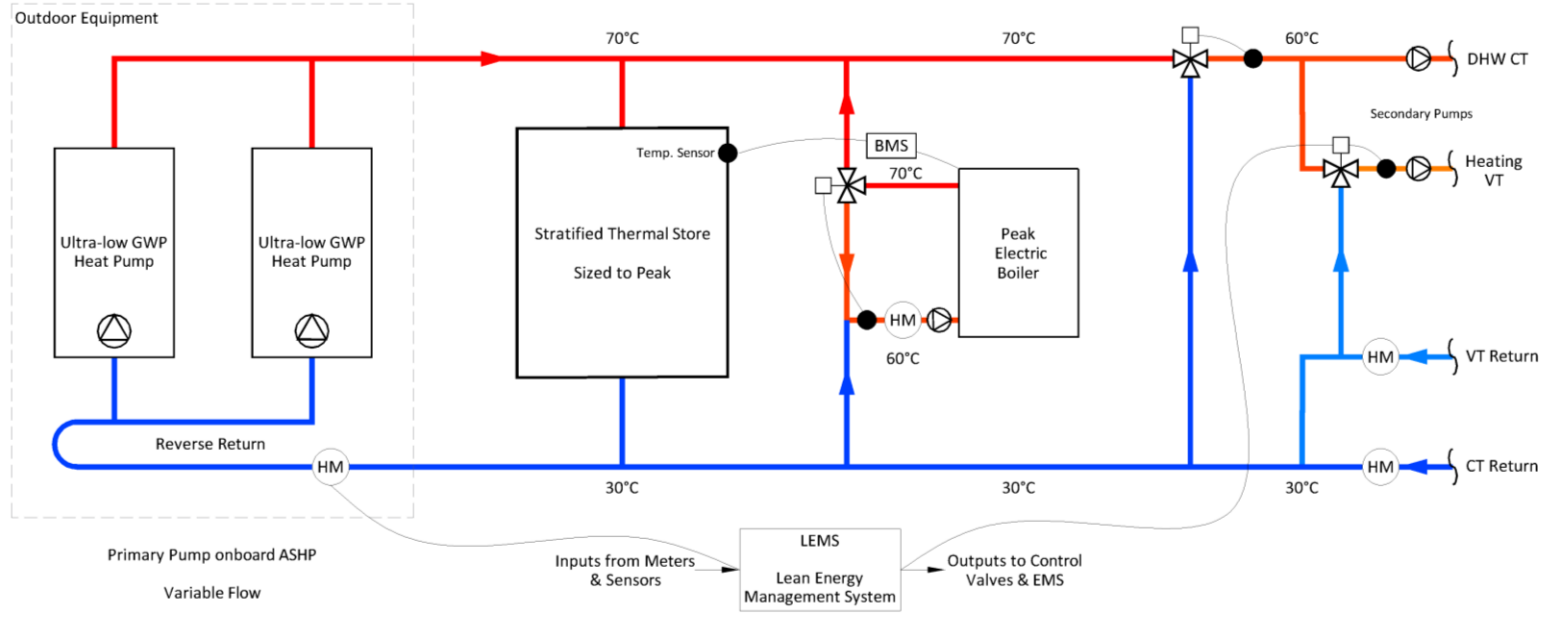 Outdoor Equipment
70°C
70°C
60°C
DHW CT
Secondary Pumps
Temp. Sensor
BMS
70°C
Heating
VT
Ultra-low GWP
Heat Pump
Ultra-low GWP
Heat Pump
Stratified Thermal Store
Sized to Peak
Peak
Electric
Boiler
HM
60°C
HM
VT Return
Reverse Return
HM
HM
CT Return
30°C
30°C
30°C
Primary Pump onboard ASHP
Variable Flow
Inputs from Meters
& Sensors
LEMS
Lean Energy
Management System
Outputs to Control
Valves & EMS